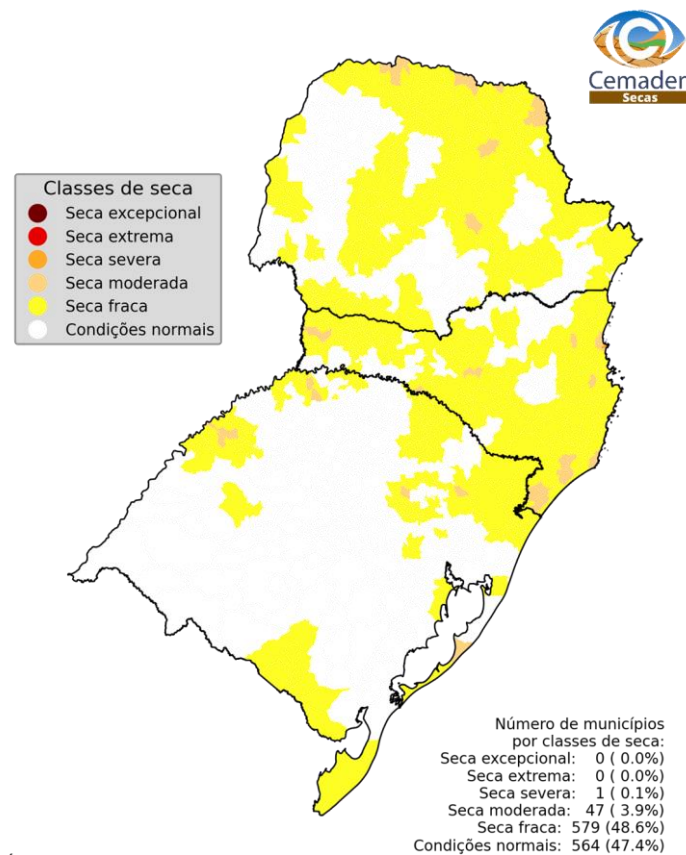 Cemader
Secas
Classes de seca
Seca excepcional
Seca extrema
Seca severa
Seca moderada
Seca fraca
Condições normais
Número de municípios
por classes de seca:
Seca excepcional: 0 ( 0.0%)
Seca extrema: 0 ( 0.0%)
Seca severa: 1 ( 0.1%)
Seca moderada: 47 ( 3.9%)
Seca fraca: 579 (48.6%)
Condições normais: 564 (47.4%)